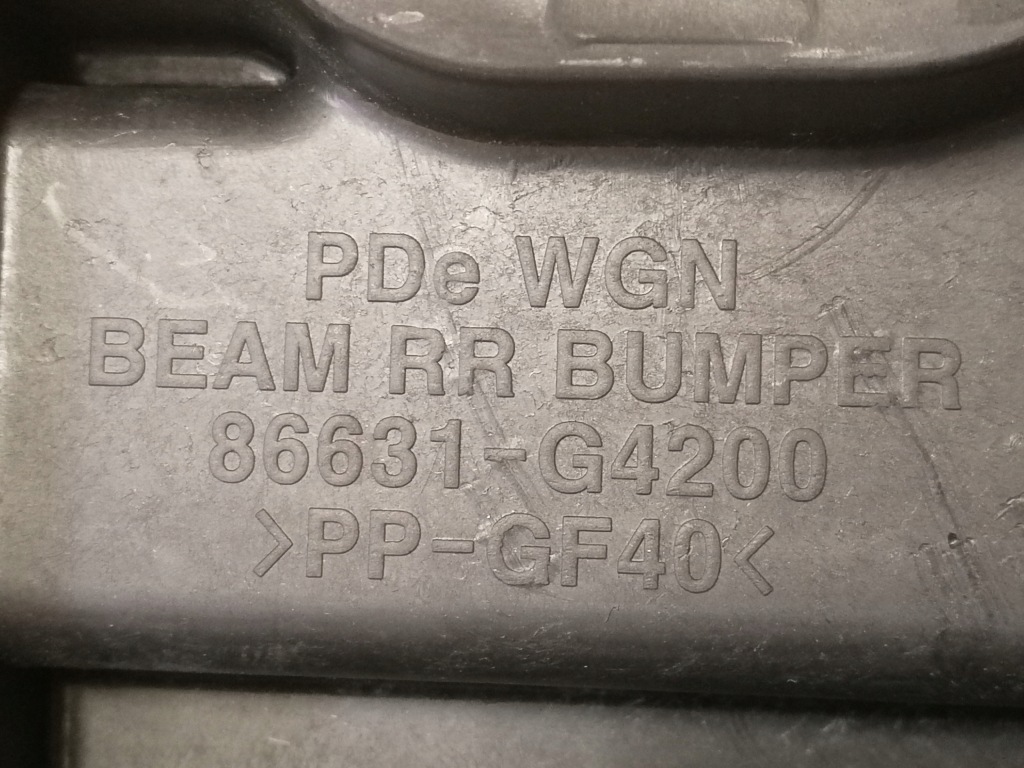 PDe WGN
BEAM RR BUMPER
86631-G4200
>PP-GF40<